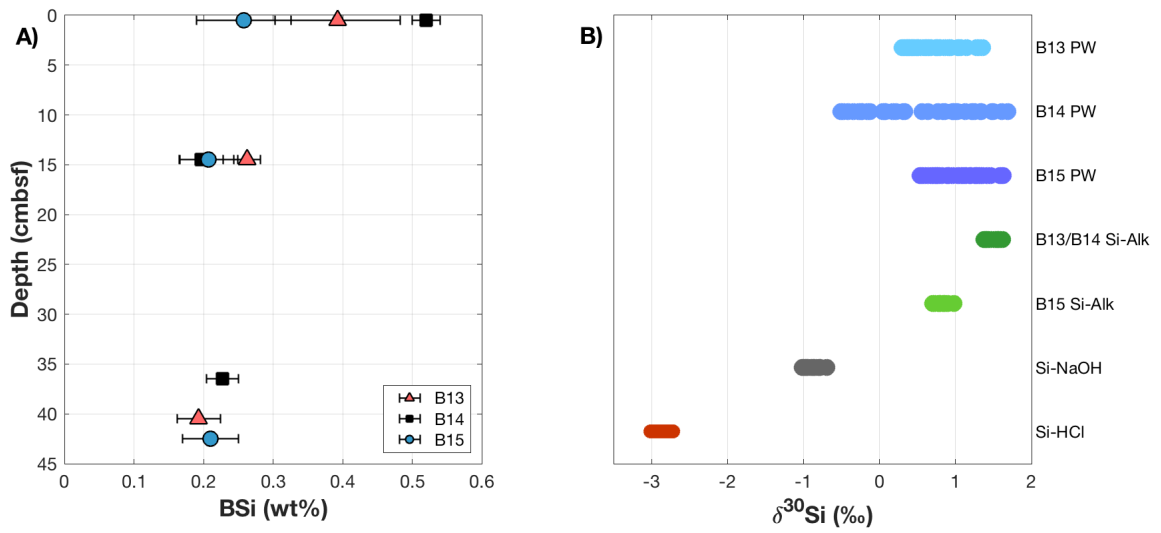 A)
0
5
10
15
20
25
30
35
40
45
Depth (cmbsf)
0
0.1
0.2
0.3
0.4
0.5
0.6
BSi (wt%)
B13
B14
B15
B)
B13 PW
B14 PW
B15 PW
B13/B14 Si-Alk
B15 Si-Alk
Si-NaOH
Si-HCl
-3
-2
-1
0
1
2
δ³⁰Si (‰)